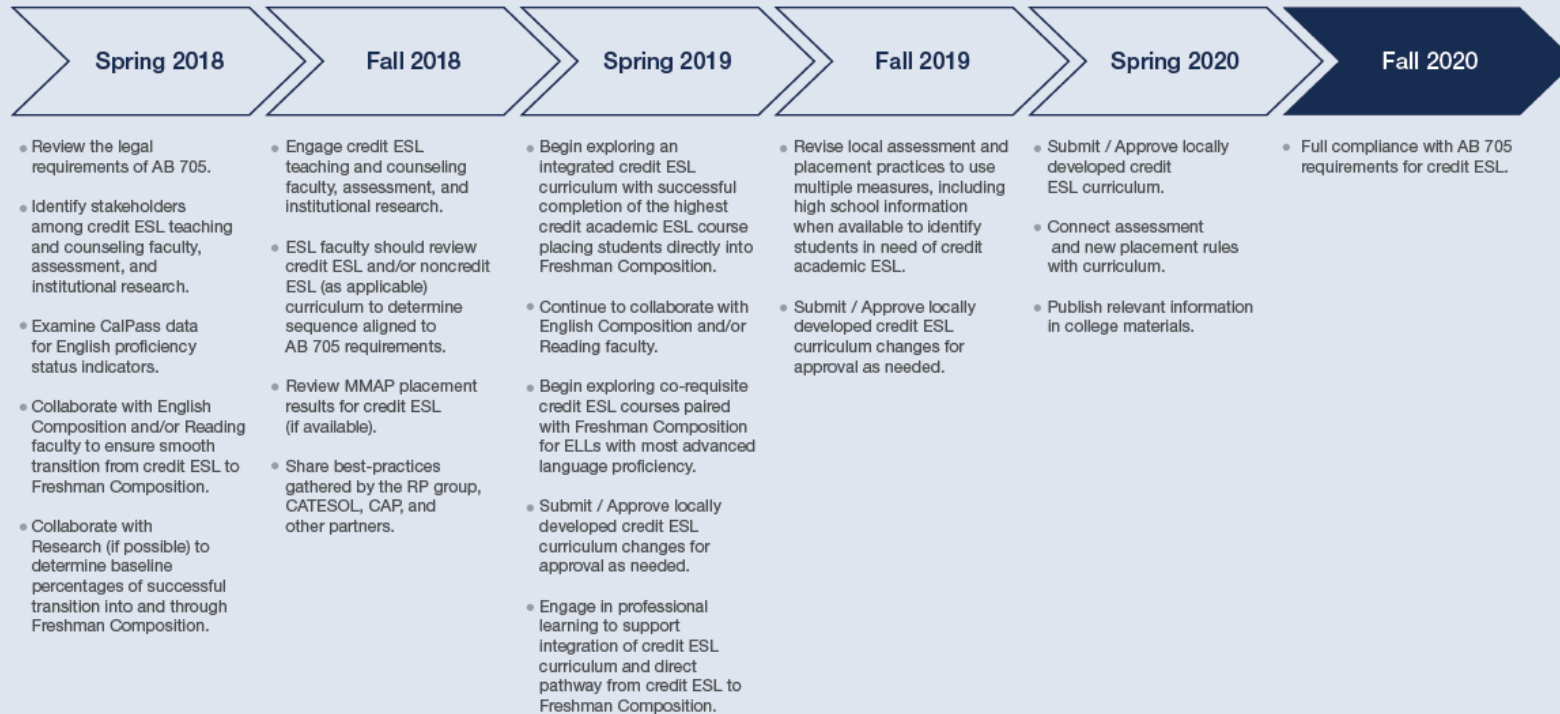 Spring 2018
Fall 2018
Spring 2019
Fall 2019
Spring 2020
Fall 2020
Review the legal
requirements of AB 705.
Identify stakeholders
among credit ESL teaching
and counseling faculty,
assessment, and
institutional research.
Examine CalPass data
for English proficiency
status indicators.
Collaborate with English
Composition and/or Reading
faculty to ensure smooth
transition from credit ESL to
Freshman Composition.
Collaborate with
Research (if possible) to
determine baseline
percentages of successful
transition into and through
Freshman Composition.
Engage credit ESL
teaching and counseling
faculty, assessment, and
institutional research.
ESL faculty should review
credit ESL and/or noncredit
ESL (as applicable)
curriculum to determine
sequence aligned to
AB 705 requirements.
Review MMAP placement
results for credit ESL
(if available).
Share best-practices
gathered by the RP group,
CATESOL, CAP, and
other partners.
Begin exploring an
integrated credit ESL
curriculum with successful
completion of the highest
credit academic ESL course
placing students directly into
Freshman Composition.
Continue to collaborate with
English Composition and/or
Reading faculty.
Begin exploring co-requisite
credit ESL courses paired
with Freshman Composition
for ELLs with most advanced
language proficiency.
Submit / Approve locally
developed credit ESL
curriculum changes for
approval as needed.
Engage in professional
learning to support
integration of credit ESL
curriculum and direct
pathway from credit ESL to
Freshman Composition.
Revise local assessment and
placement practices to use
multiple measures, including
high school information
when available to identify
students in need of credit
academic ESL.
Submit / Approve locally
developed credit ESL
curriculum changes for
approval as needed.
Submit / Approve locally
developed credit
ESL curriculum.
Connect assessment
and new placement rules
with curriculum.
Publish relevant information
in college materials.
Full compliance with AB 705
requirements for credit ESL.